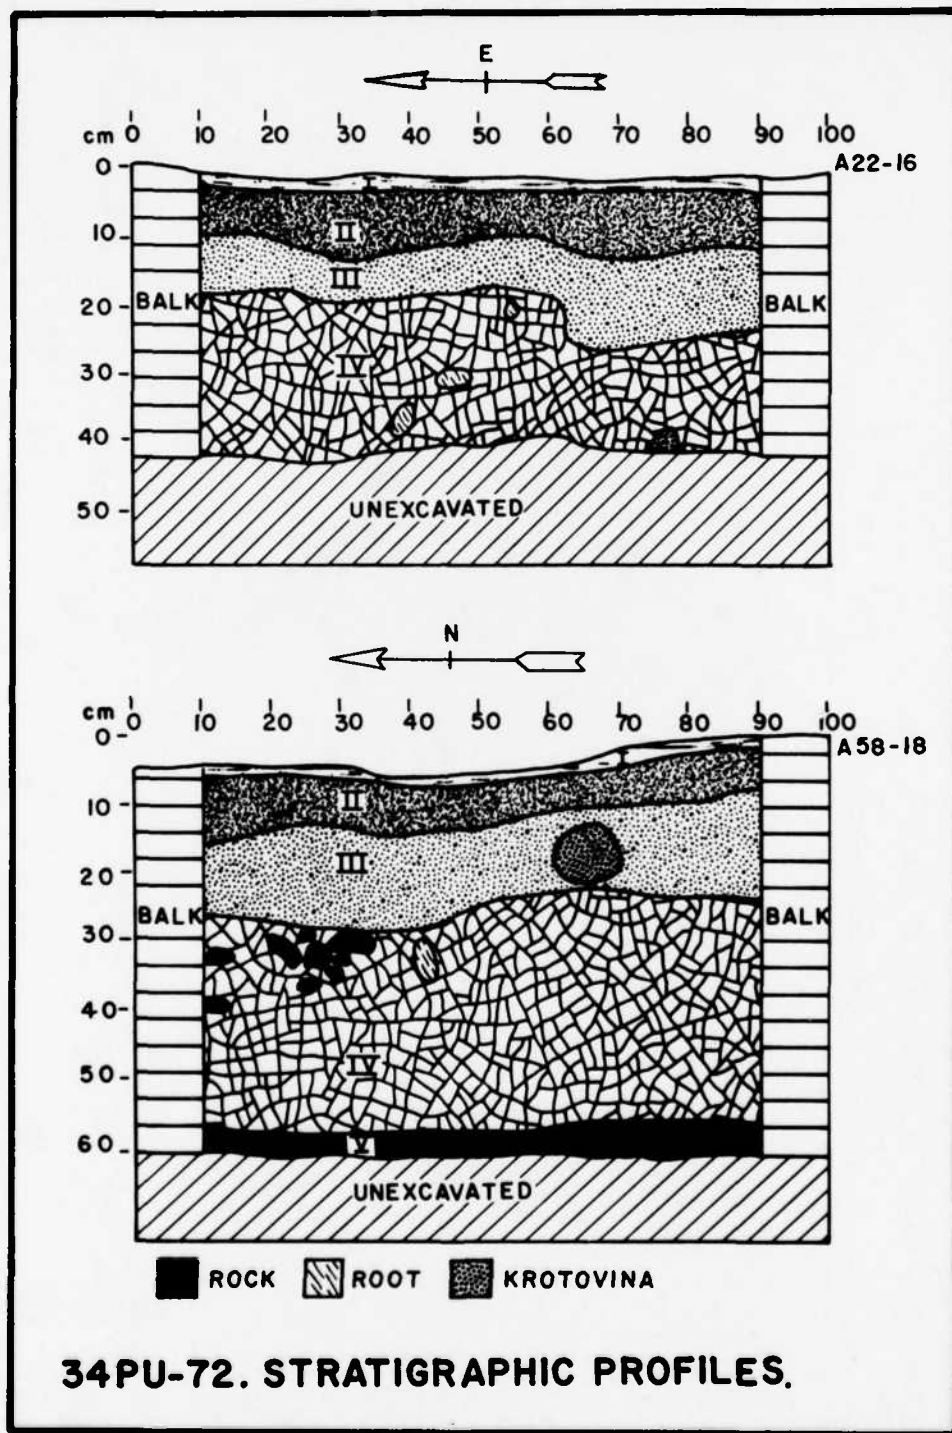 E
cm 0 10 20 30 40 50 60 70 80 90 100
0
A22-16
I
10
II
III
BALK 20 BALK
30
IV
40
50
UNEXCAVATED
N
cm 0 10 20 30 40 50 60 70 80 90 100
0
A58-18
I
10
II
20
III
BALK BALK
30
40
IV
50
60
V
UNEXCAVATED
ROCK ROOT KROTOVINA
34PU-72. STRATIGRAPHIC PROFILES.